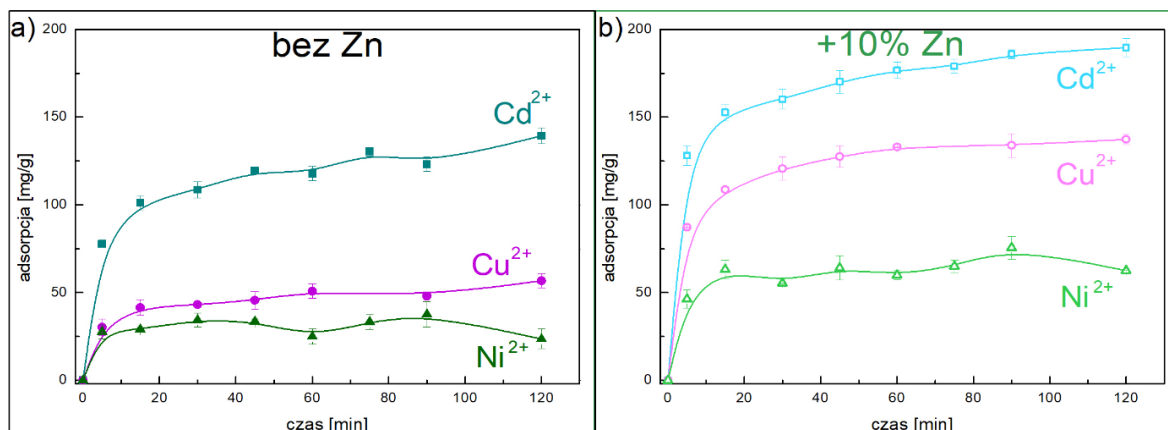 a)
bez Zn
200
150
100
50
0
adsorpcja [mg/g]
Cd2+
Cu2+
Ni2+
0 20 40 60 80 100 120
czas [min]
b)
+10% Zn
200
150
100
50
0
adsorpcja [mg/g]
Cd2+
Cu2+
Ni2+
0 20 40 60 80 100 120
czas [min]